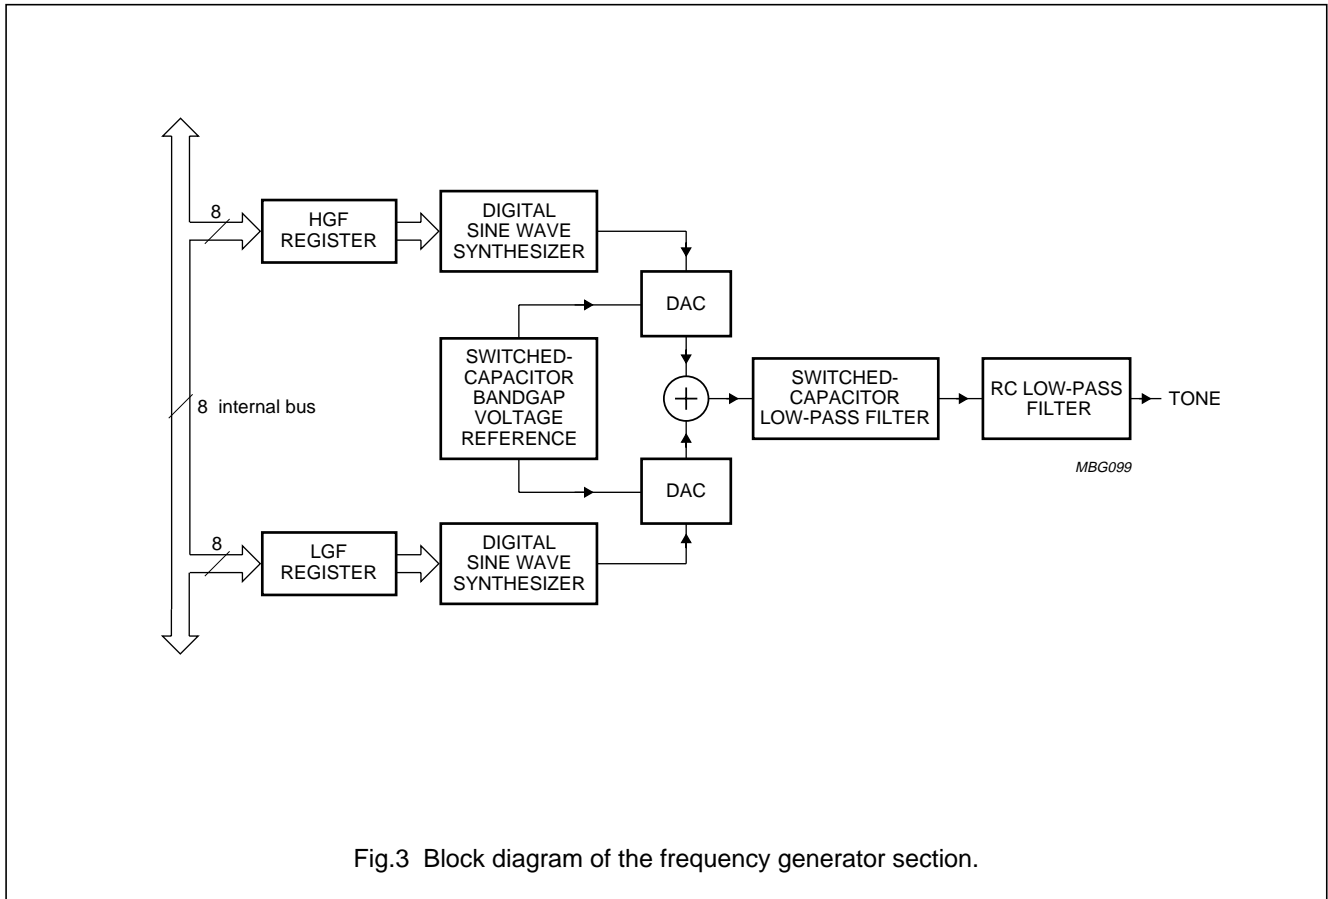 8
HGF
REGISTER
DIGITAL
SINE WAVE
SYNTHESIZER
DAC
SWITCHED-
CAPACITOR
BANDGAP
VOLTAGE
REFERENCE
+
SWITCHED-
CAPACITOR
LOW-PASS FILTER
RC LOW-PASS
FILTER
TONE
8 internal bus
MBG099
DAC
8
LGF
REGISTER
DIGITAL
SINE WAVE
SYNTHESIZER
Fig.3 Block diagram of the frequency generator section.